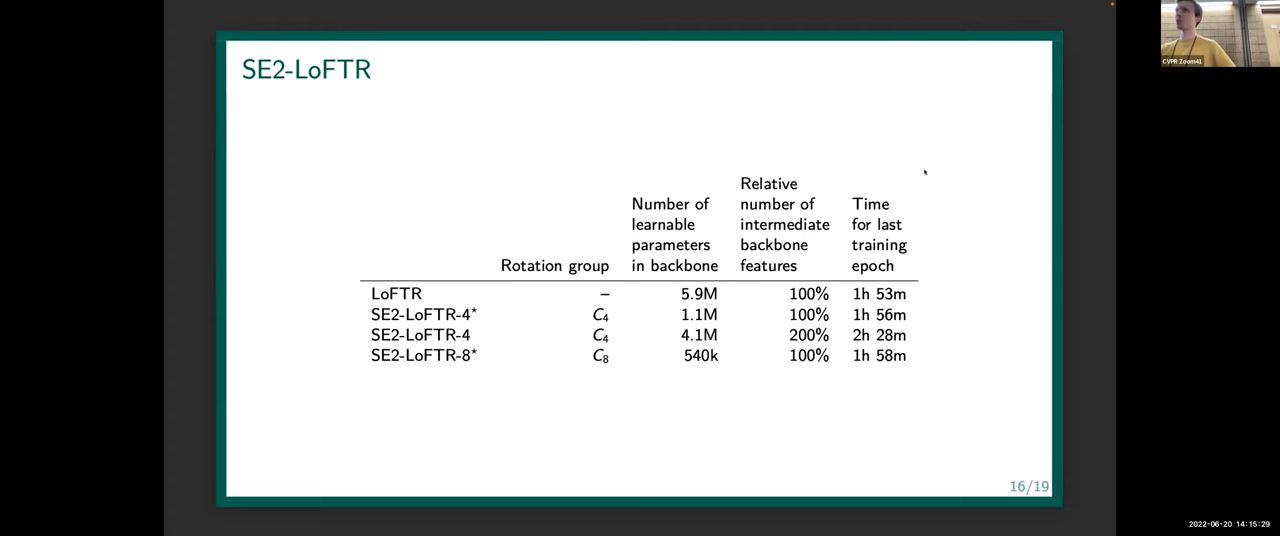 SE2-LoFTR
Relative
Number of number of Time
learnable intermediate for last
parameters backbone training
Rotation group in backbone features epoch
LoFTR – 5.9M 100% 1h 53m
SE2-LoFTR-4* C₄ 1.1M 100% 1h 56m
SE2-LoFTR-4 C₄ 4.1M 200% 2h 28m
SE2-LoFTR-8* C₈ 540k 100% 1h 58m
16/19
CVPR Zoom41
2022-06-20 14:15:29